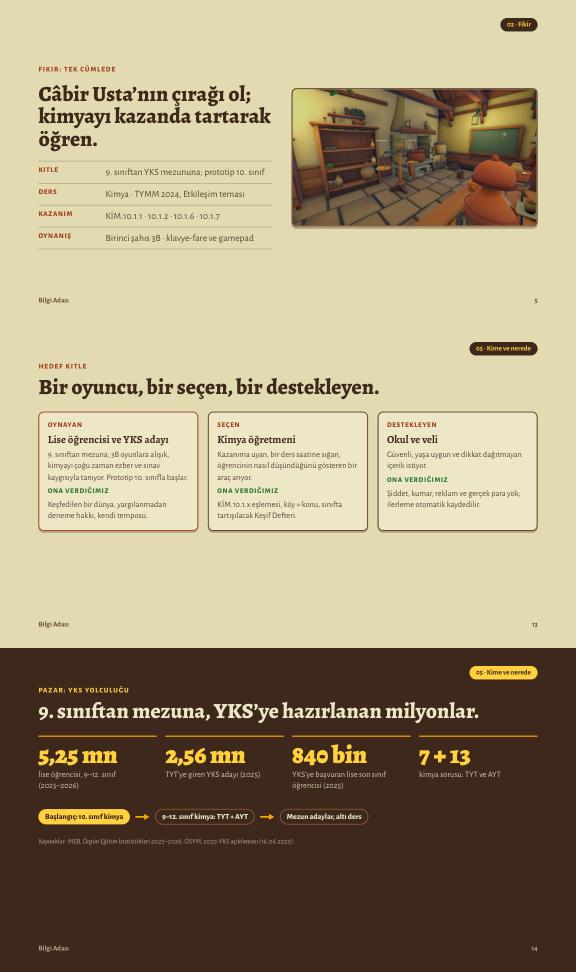 02 · Fikir
FIKIR: TEK CÜMLEDE
Câbir Usta’nın çırağı ol;
kimyayı kazanda tartarak
öğren.
KITLE 9. sınıftan YKS mezununa; prototip 10. sınıf
DERS Kimya · TYMM 2024, Etkileşim teması
KAZANIM KİM.10.1.1 · 10.1.2 · 10.1.6 · 10.1.7
OYNANIŞ Birinci şahıs 3B · klavye-fare ve gamepad
Bilgi Adası 5
05 · Kime ve nerede
HEDEF KITLE
Bir oyuncu, bir seçen, bir destekleyen.
OYNAYAN
Lise öğrencisi ve YKS adayı
9. sınıftan mezuna; 3B oyunlara alışık,
kimyayı çoğu zaman ezber ve sınav
kaygısıyla tanıyor. Prototip 10. sınıfla başlar.
ONA VERDİĞİMİZ
Keşfedilen bir dünya, yargılanmadan
deneme hakkı, kendi temposu.
SEÇEN
Kimya öğretmeni
Kazanıma uyan, bir ders saatine sığan,
öğrencinin nasıl düşündüğünü gösteren bir
araç arıyor.
ONA VERDİĞİMİZ
KİM.10.1.x eşlemesi, köy = konu, sınıfta
tartışılacak Keşif Defteri.
DESTEKLEYEN
Okul ve veli
Güvenli, yaşa uygun ve dikkat dağıtmayan
içerik istiyor.
ONA VERDİĞİMİZ
Şiddet, kumar, reklam ve gerçek para yok;
ilerleme otomatik kaydedilir.
Bilgi Adası 13
05 · Kime ve nerede
PAZAR: YKS YOLCULUĞU
9. sınıftan mezuna, YKS’ye hazırlanan milyonlar.
5,25 mn
lise öğrencisi, 9–12. sınıf
(2025–2026)
2,56 mn
TYT’ye giren YKS adayı (2025)
840 bin
YKS’ye başvuran lise son sınıf
öğrencisi (2025)
7 + 13
kimya sorusu: TYT ve AYT
Başlangıç: 10. sınıf kimya 9–12. sınıf kimya: TYT + AYT Mezun adaylar, altı ders
Kaynaklar: MEB, Örgün Eğitim İstatistikleri 2025–2026; ÖSYM, 2025-YKS açıklaması (16.06.2025).
Bilgi Adası 14